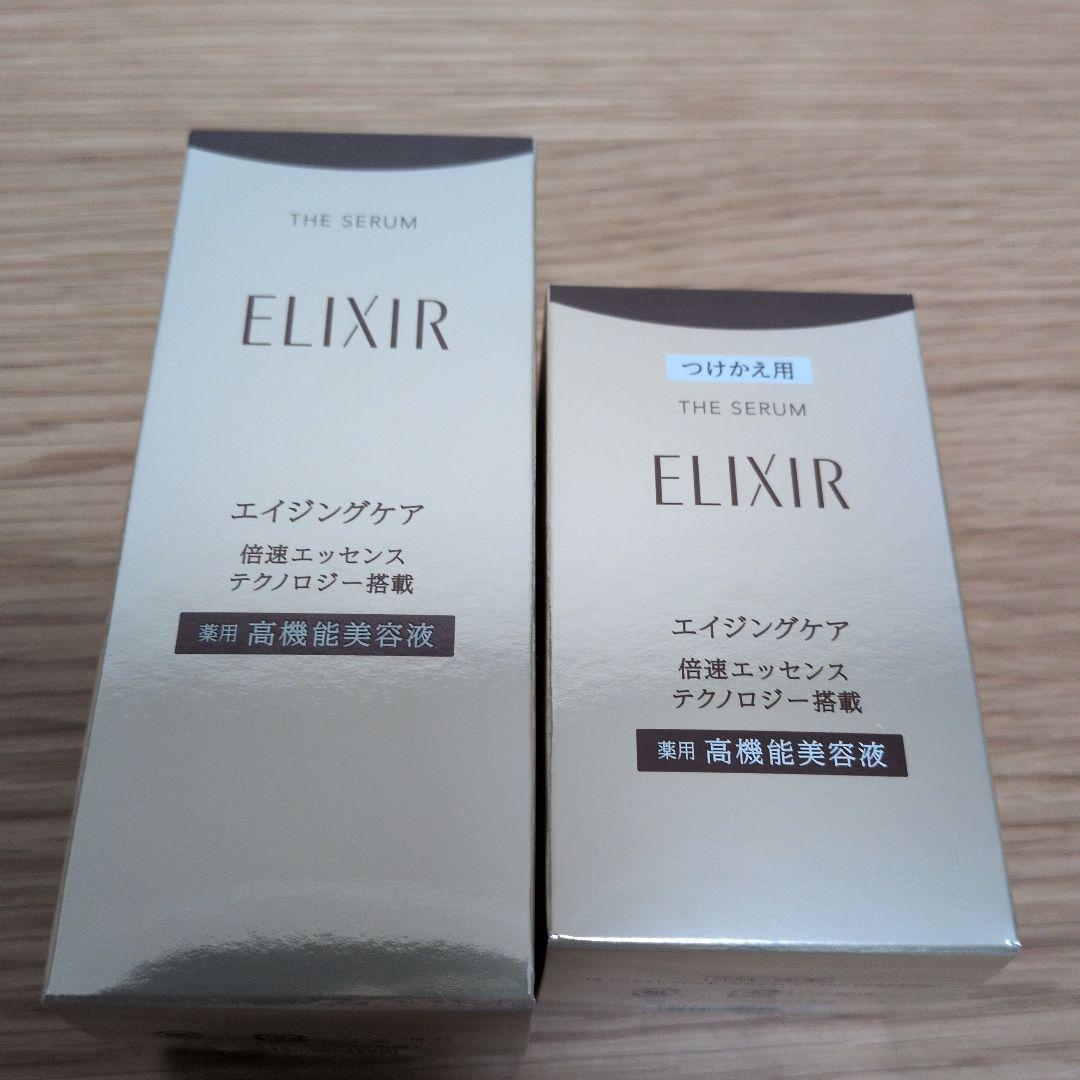 THE SERUM
ELIXIR
エイジングケア
倍速エッセンス
テクノロジー搭載
薬用 高機能美容液
つけかえ用
THE SERUM
ELIXIR
エイジングケア
倍速エッセンス
テクノロジー搭載
薬用 高機能美容液